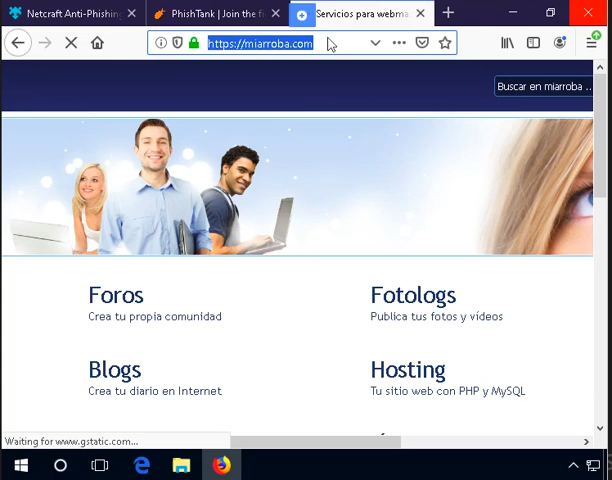 Netcraft Anti-Phishing
PhishTank | Join the f
Servicios para webma
https://miarroba.com
Buscar en miarroba ..
Foros
Crea tu propia comunidad
Fotologs
Publica tus fotos y vídeos
Blogs
Crea tu diario en Internet
Hosting
Tu sitio web con PHP y MySQL
Waiting for www.gstatic.com...